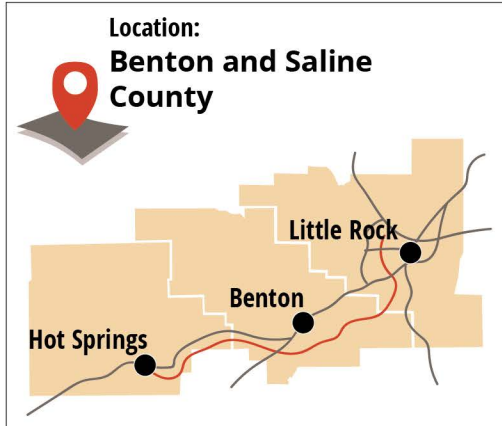 Location:
Benton and Saline
County
Little Rock
Benton
Hot Springs